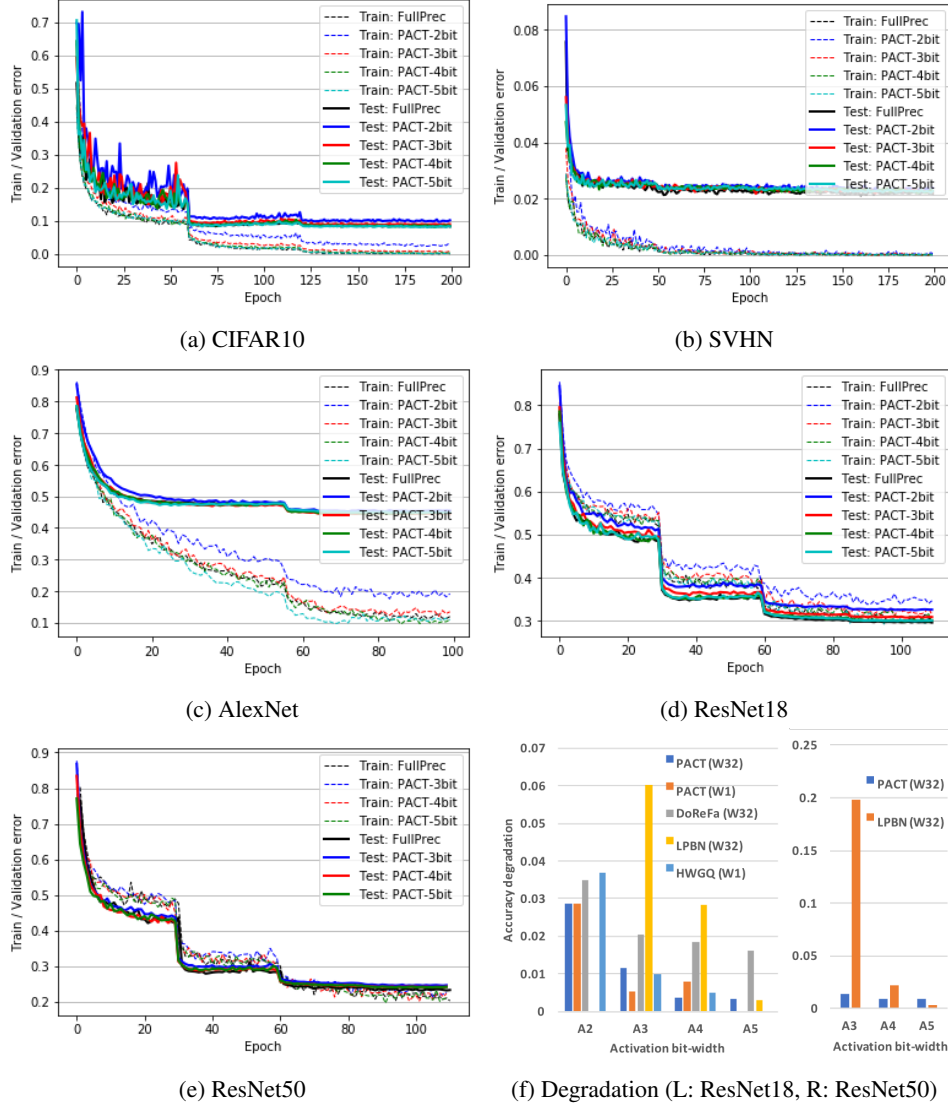 0.7
0.6
0.5
0.4
0.3
0.2
0.1
0.0
Train / Validation error
0 25 50 75 100 125 150 175 200
Epoch
Train: FullPrec
Train: PACT-2bit
Train: PACT-3bit
Train: PACT-4bit
Train: PACT-5bit
Test: FullPrec
Test: PACT-2bit
Test: PACT-3bit
Test: PACT-4bit
Test: PACT-5bit
(a) CIFAR10
0.08
0.06
0.04
0.02
0.00
Train / Validation error
0 25 50 75 100 125 150 175 200
Epoch
Train: FullPrec
Train: PACT-2bit
Train: PACT-3bit
Train: PACT-4bit
Train: PACT-5bit
Test: FullPrec
Test: PACT-2bit
Test: PACT-3bit
Test: PACT-4bit
Test: PACT-5bit
(b) SVHN
0.9
0.8
0.7
0.6
0.5
0.4
0.3
0.2
0.1
Train / Validation error
0 20 40 60 80 100
Epoch
Train: FullPrec
Train: PACT-2bit
Train: PACT-3bit
Train: PACT-4bit
Train: PACT-5bit
Test: FullPrec
Test: PACT-2bit
Test: PACT-3bit
Test: PACT-4bit
Test: PACT-5bit
(c) AlexNet
0.8
0.7
0.6
0.5
0.4
0.3
Train / Validation error
0 20 40 60 80 100
Epoch
Train: FullPrec
Train: PACT-2bit
Train: PACT-3bit
Train: PACT-4bit
Train: PACT-5bit
Test: FullPrec
Test: PACT-2bit
Test: PACT-3bit
Test: PACT-4bit
Test: PACT-5bit
(d) ResNet18
0.9
0.8
0.7
0.6
0.5
0.4
0.3
0.2
Train / Validation error
0 20 40 60 80 100
Epoch
Train: FullPrec
Train: PACT-3bit
Train: PACT-4bit
Train: PACT-5bit
Test: FullPrec
Test: PACT-3bit
Test: PACT-4bit
Test: PACT-5bit
(e) ResNet50
0.07
0.06
0.05
0.04
0.03
0.02
0.01
0
Accuracy degradation
A2 A3 A4 A5
Activation bit-width
PACT (W32)
PACT (W1)
DoReFa (W32)
LPBN (W32)
HWGQ (W1)
0.25
0.2
0.15
0.1
0.05
0
A3 A4 A5
Activation bit-width
PACT (W32)
LPBN (W32)
(f) Degradation (L: ResNet18, R: ResNet50)